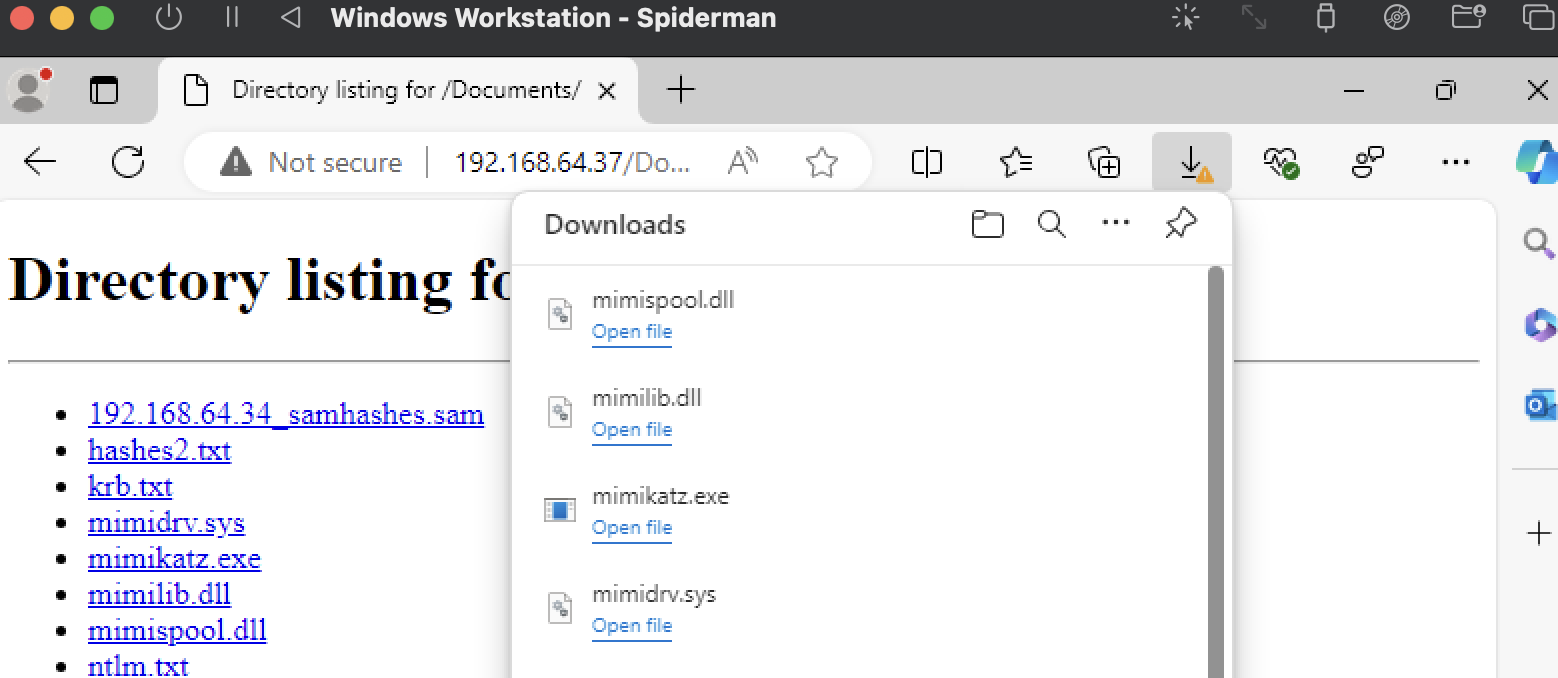 Windows Workstation - Spiderman
Directory listing for /Documents/
Not secure
192.168.64.37/Do...
Downloads
Directory listing fo
mimispool.dll
Open file
mimilib.dll
Open file
mimikatz.exe
Open file
mimidrv.sys
Open file
192.168.64.34_samhashes.sam
hashes2.txt
krb.txt
mimidrv.sys
mimikatz.exe
mimilib.dll
mimispool.dll
ntlm.txt